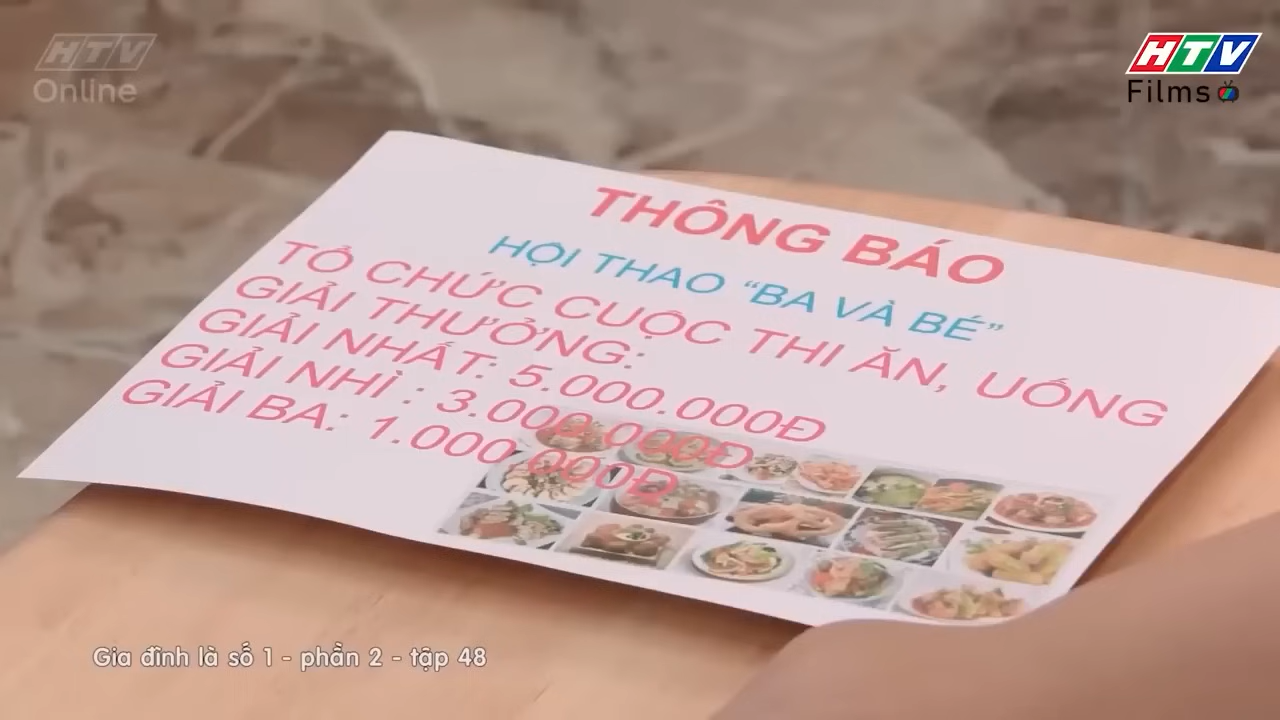 HTV
Online
HTV
Films
THÔNG BÁO
HỘI THAO “BA VÀ BÉ”
TỔ CHỨC CUỘC THI ĂN, UỐNG
GIẢI THƯỞNG:
GIẢI NHẤT: 5.000.000Đ
GIẢI NHÌ : 3.000.000Đ
GIẢI BA: 1.000.000Đ
Gia đình là số 1 - phần 2 - tập 48